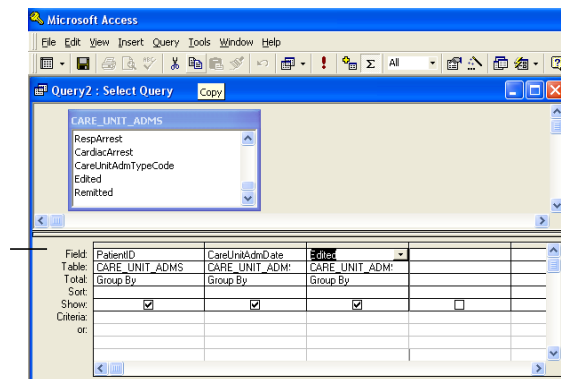 Microsoft Access
File Edit View Insert Query Tools Window Help
Σ All
Query2 : Select Query
Copy
CARE_UNIT_ADMS
RespArrest
CardiacArrest
CareUnitAdmTypeCode
Edited
Remitted
Field: PatientID CareUnitAdmDate Edited
Table: CARE_UNIT_ADMS CARE_UNIT_ADM: CARE_UNIT_ADM:
Total: Group By Group By Group By
Sort:
Show:
Criteria:
or: